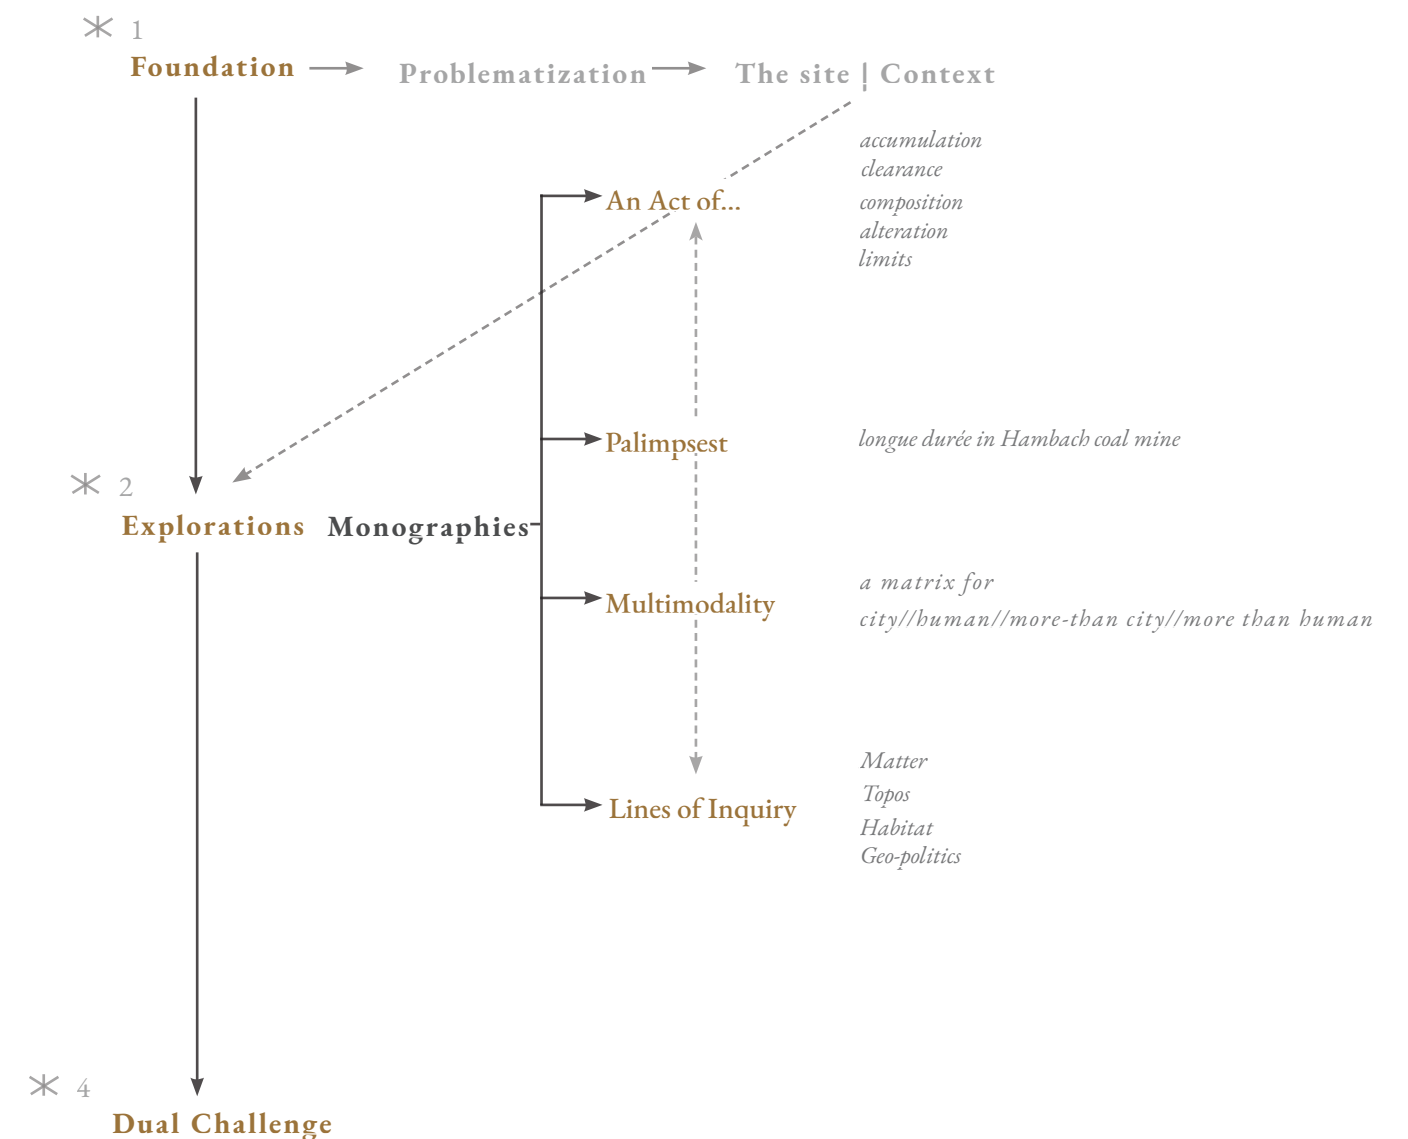 * 1
Foundation
Problematization
The site | Context
accumulation
clearance
An Act of...
composition
alteration
limits
Palimpsest
longue durée in Hambach coal mine
* 2
Explorations
Monographies
a matrix for
Multimodality
city//human//more-than city//more than human
Matter
Topos
Lines of Inquiry
Habitat
Geo-politics
* 4
Dual Challenge